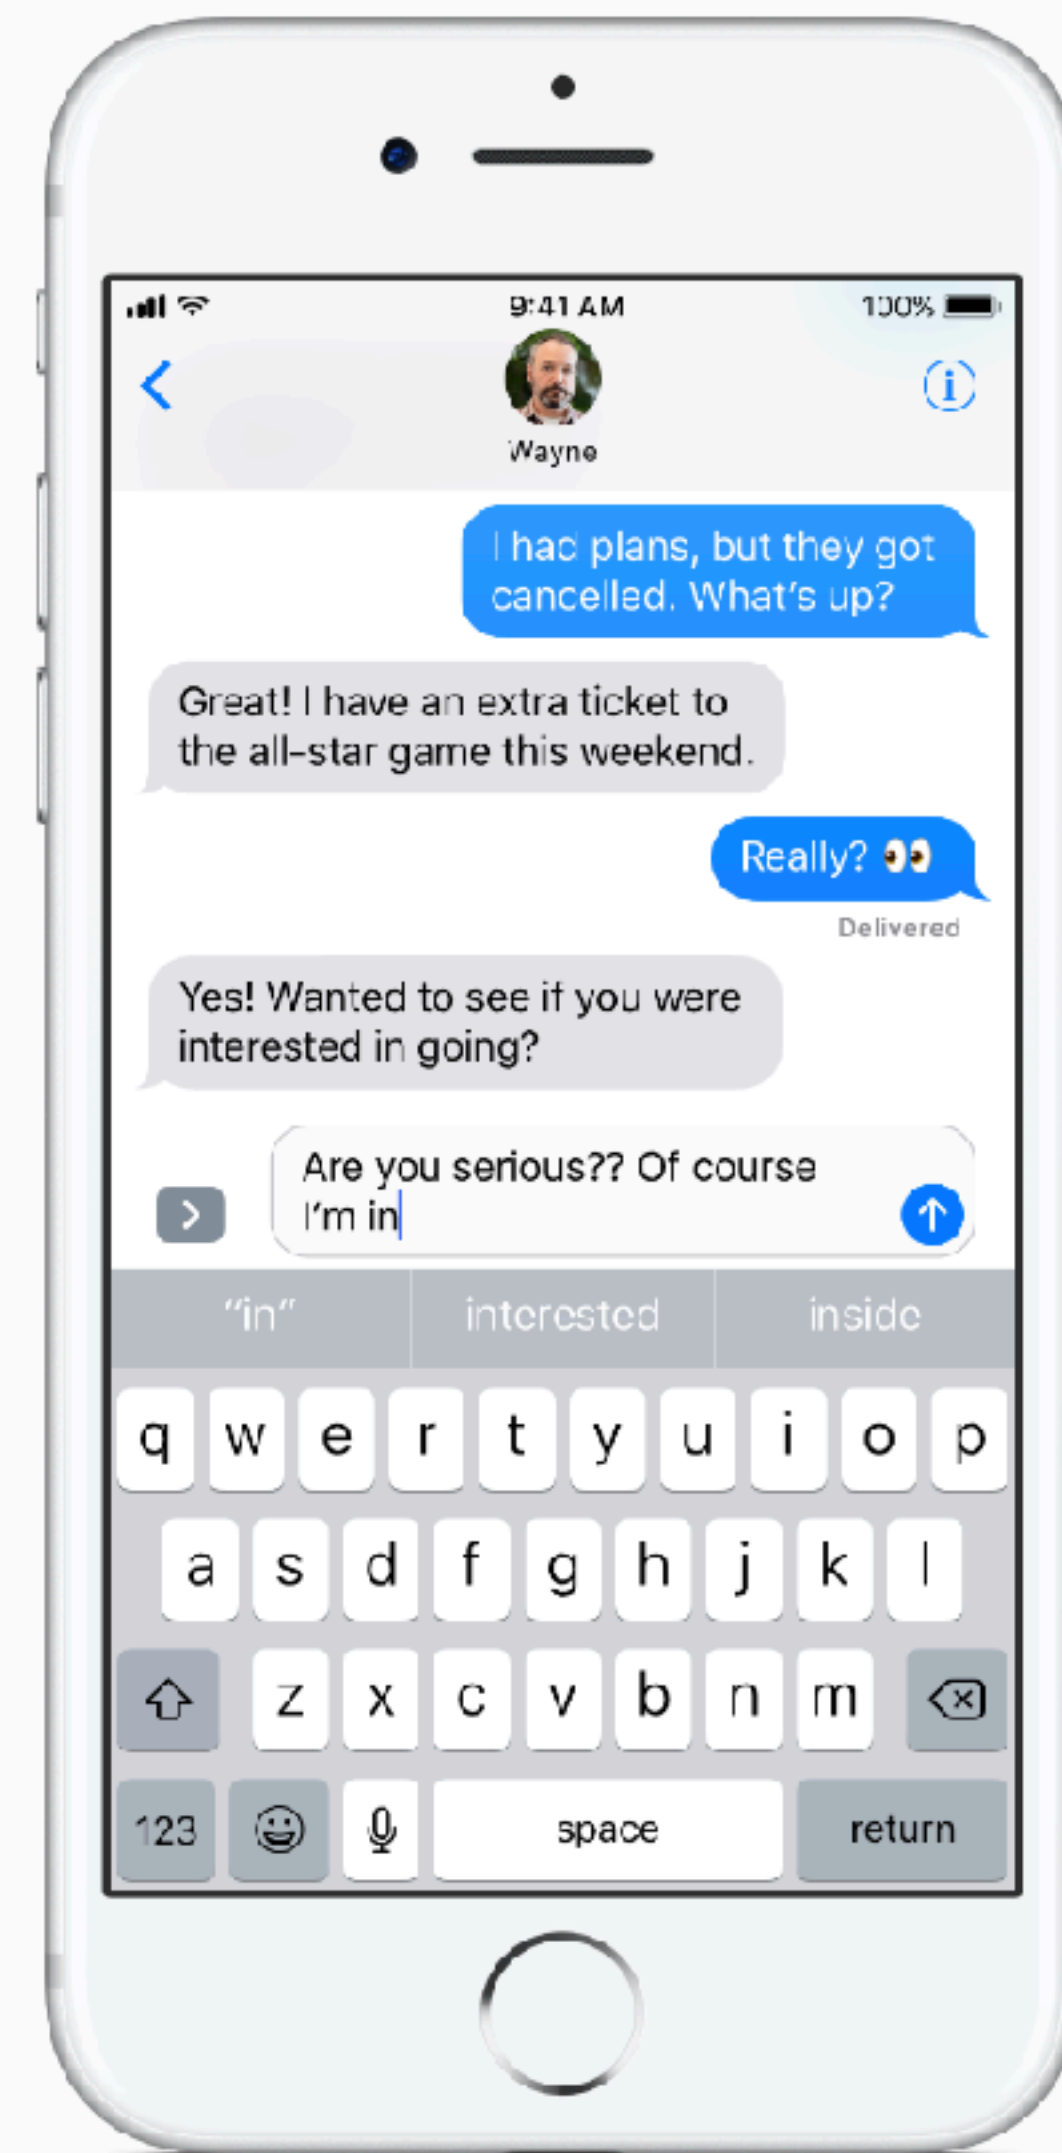 9:41 AM
100%
Wayne
I had plans, but they got
cancelled. What's up?
Great! I have an extra ticket to
the all-star game this weekend.
Really? 👀
Delivered
Yes! Wanted to see if you were
interested in going?
Are you serious?? Of course
I'm in
"in" interested inside
q w e r t y u i o p
a s d f g h j k l
z x c v b n m
123 space return